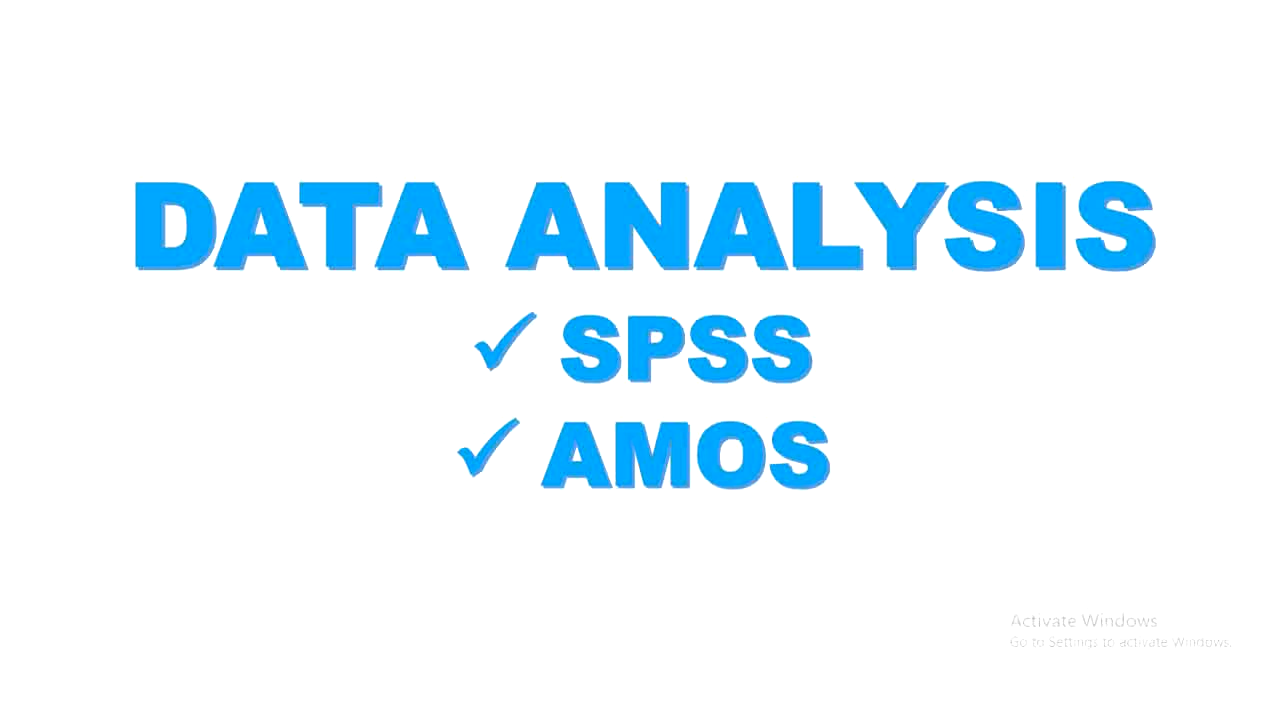 DATA ANALYSIS
✓ SPSS
✓ AMOS
Activate Windows
Go to Settings to activate Windows.